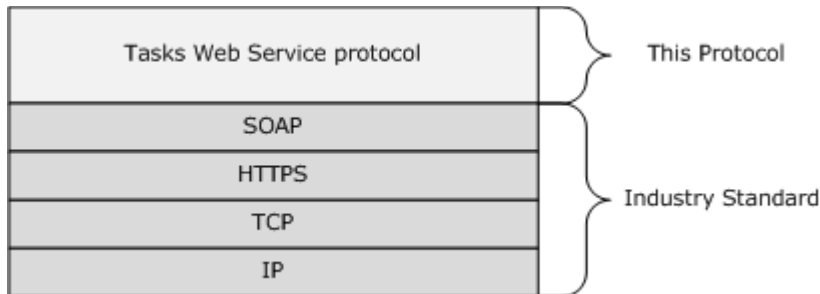 Tasks Web Service protocol
This Protocol
SOAP
HTTPS
TCP
IP
Industry Standard